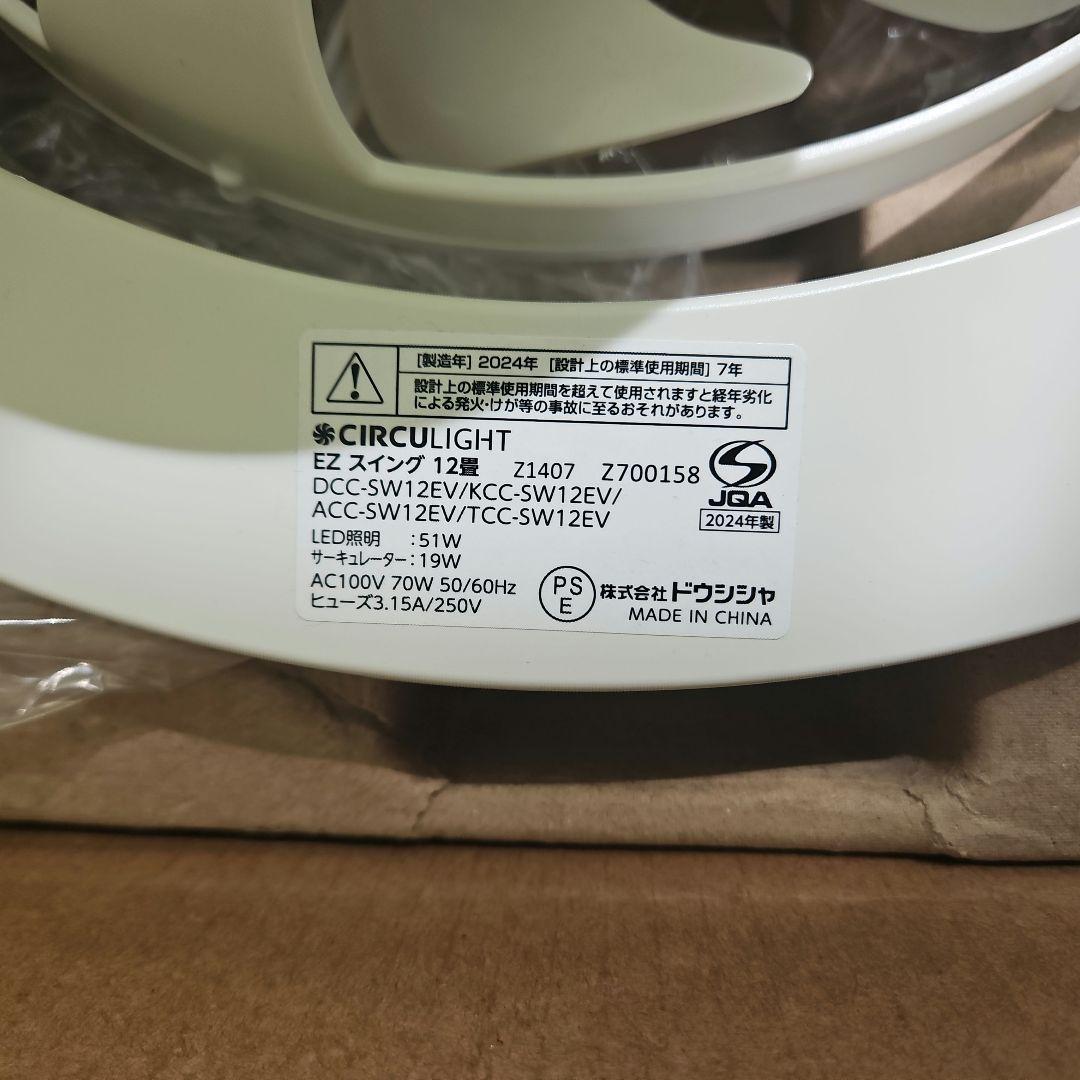 [製造年] 2024年 [設計上の標準使用期間] 7年
設計上の標準使用期間を超えて使用されますと経年劣化
による発火・けが等の事故に至るおそれがあります。
CIRCULIGHT
EZ スイング 12畳 Z1407 Z700158
DCC-SW12EV/KCC-SW12EV/
ACC-SW12EV/TCC-SW12EV
JQA
2024年製
LED照明 :51W
サーキュレーター:19W
AC100V 70W 50/60Hz
ヒューズ3.15A/250V
PS
E
株式会社ドウシシャ
MADE IN CHINA